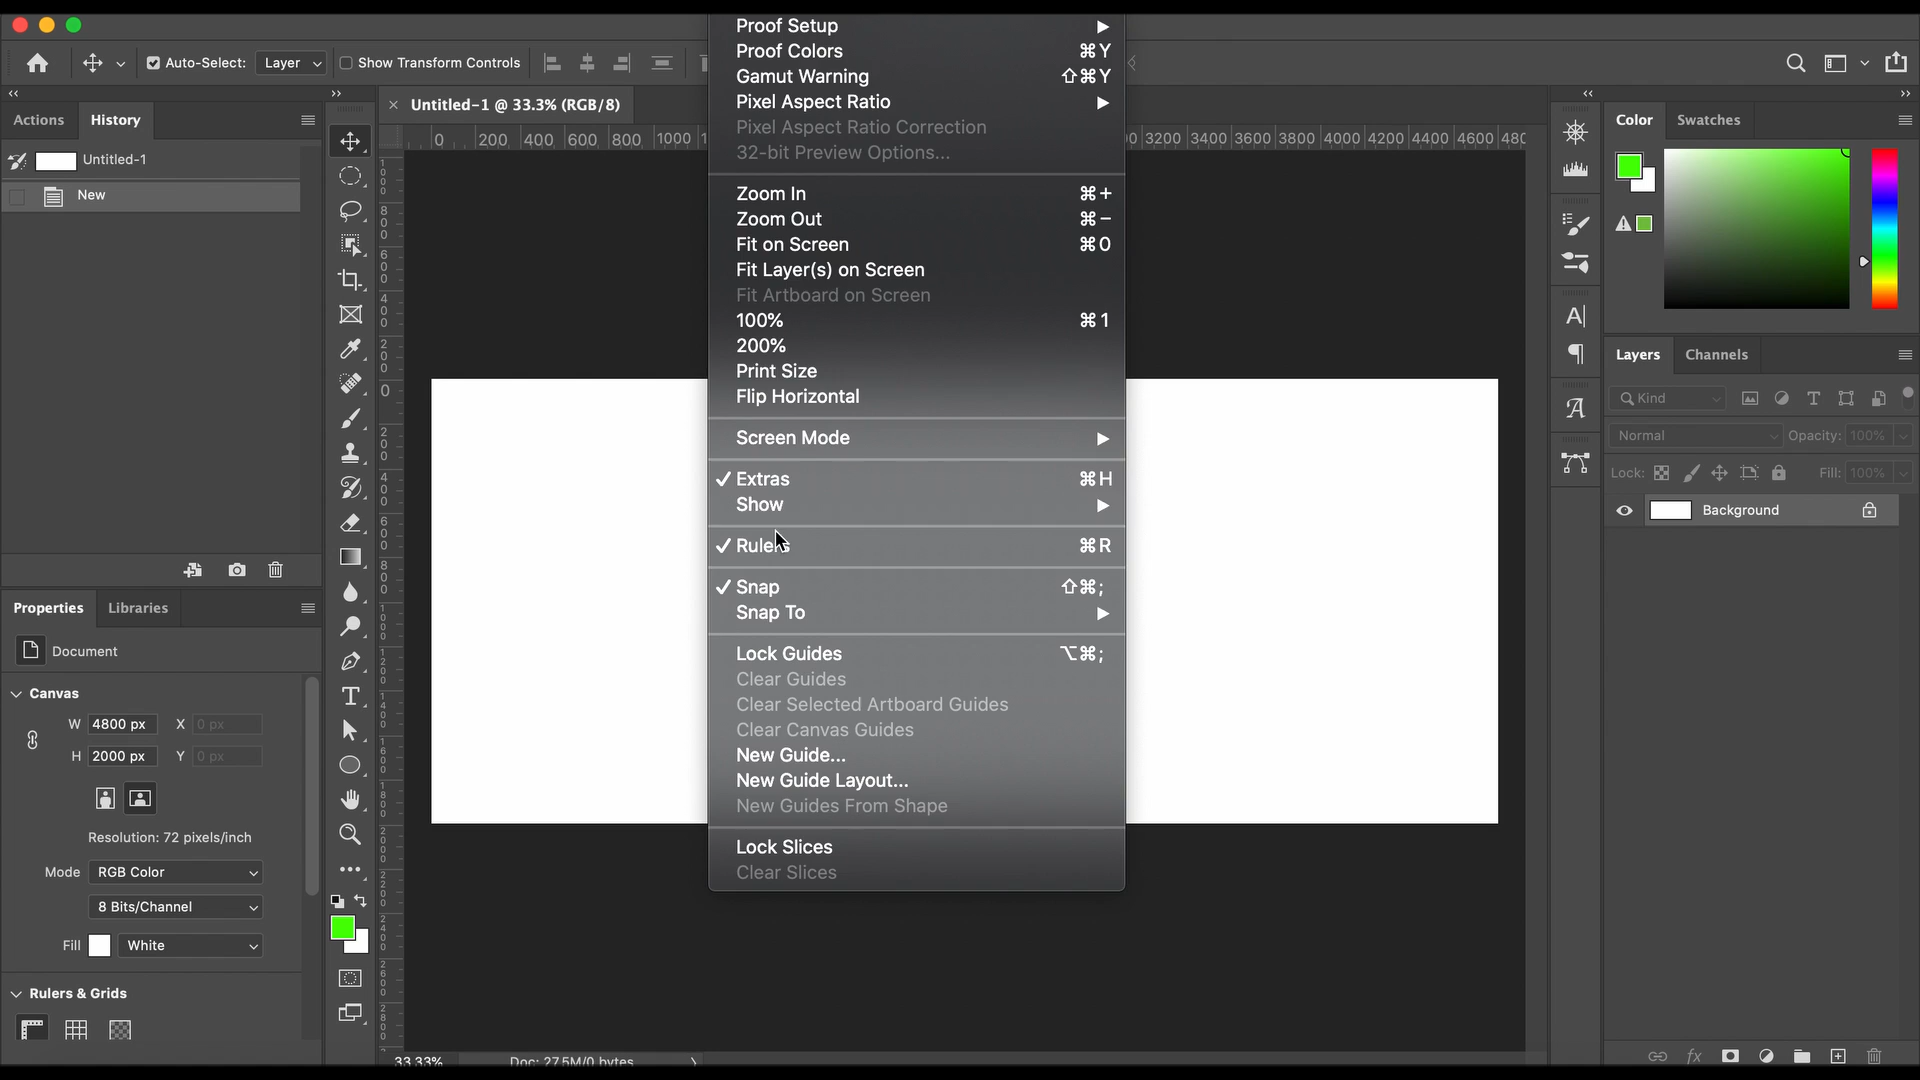 Auto-Select:
Layer
Show Transform Controls
Actions
History
Untitled-1
New
Untitled-1 @ 33.3% (RGB/8)
0 200 400 600 800 1000
3200 3400 3600 3800 4000 4200 4400 4600
Proof Setup
Proof Colors ⌘Y
Gamut Warning ⇧⌘Y
Pixel Aspect Ratio
Pixel Aspect Ratio Correction
32-bit Preview Options...
Zoom In ⌘+
Zoom Out ⌘−
Fit on Screen ⌘0
Fit Layer(s) on Screen
Fit Artboard on Screen
100% ⌘1
200%
Print Size
Flip Horizontal
Screen Mode
✓ Extras ⌘H
Show
✓ Rulers ⌘R
✓ Snap ⇧⌘;
Snap To
Lock Guides ⌥⌘;
Clear Guides
Clear Selected Artboard Guides
Clear Canvas Guides
New Guide...
New Guide Layout...
New Guides From Shape
Lock Slices
Clear Slices
Properties
Libraries
Document
Canvas
W 4800 px X 0 px
H 2000 px Y 0 px
Resolution: 72 pixels/inch
Mode RGB Color
8 Bits/Channel
Fill White
Rulers & Grids
33.33%
Doc: 27.5M/0 bytes
Color
Swatches
Layers
Channels
Kind
Normal
Opacity: 100%
Lock:
Fill: 100%
Background
fx